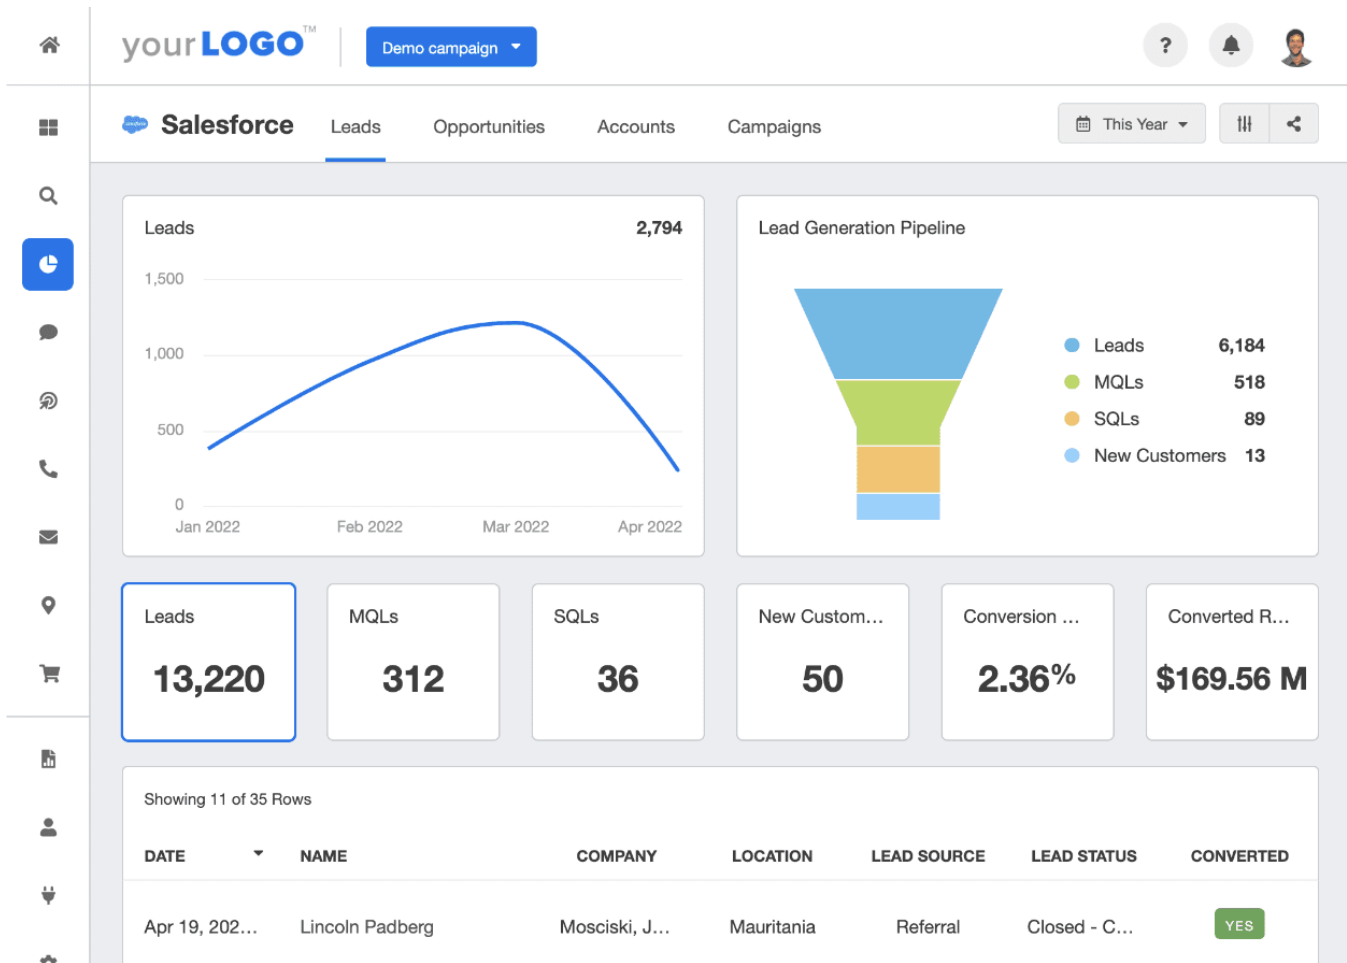 yourLOGO™
Demo campaign
?
Salesforce
Leads
Opportunities
Accounts
Campaigns
This Year
Leads
2,794
1,500
1,000
500
0
Jan 2022
Feb 2022
Mar 2022
Apr 2022
Lead Generation Pipeline
Leads 6,184
MQLs 518
SQLs 89
New Customers 13
Leads
13,220
MQLs
312
SQLs
36
New Custom...
50
Conversion ...
2.36%
Converted R...
$169.56 M
Showing 11 of 35 Rows
DATE NAME COMPANY LOCATION LEAD SOURCE LEAD STATUS CONVERTED
Apr 19, 202... Lincoln Padberg Mosciski, J... Mauritania Referral Closed - C... YES